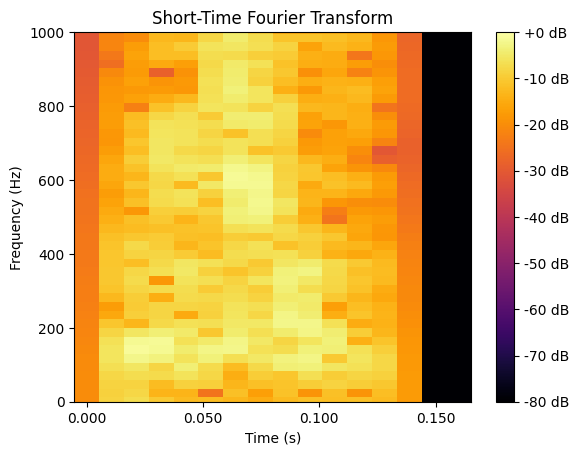 Short-Time Fourier Transform
1000
800
600
400
200
0
Frequency (Hz)
0.000
0.050
0.100
0.150
Time (s)
+0 dB
-10 dB
-20 dB
-30 dB
-40 dB
-50 dB
-60 dB
-70 dB
-80 dB